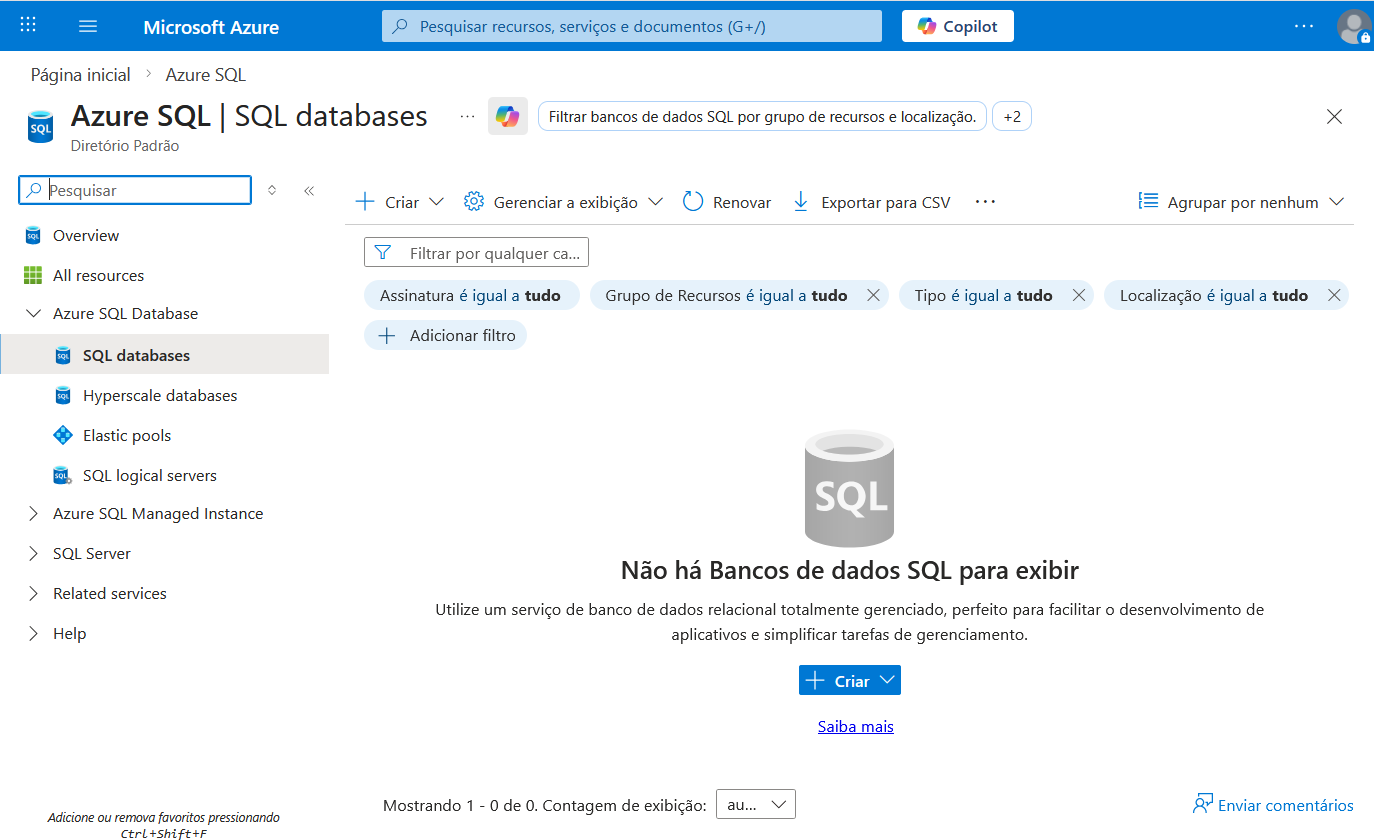 Microsoft Azure
Pesquisar recursos, serviços e documentos (G+/)
Copilot
Página inicial > Azure SQL
Azure SQL | SQL databases
Diretório Padrão
Filtrar bancos de dados SQL por grupo de recursos e localização.
+2
SQL
Pesquisar
Overview
All resources
Azure SQL Database
SQL databases
Hyperscale databases
Elastic pools
SQL logical servers
Azure SQL Managed Instance
SQL Server
Related services
Help
Adicione ou remova favoritos pressionando
Ctrl+Shift+F
Criar
Gerenciar a exibição
Renovar
Exportar para CSV
Agrupar por nenhum
Filtrar por qualquer ca...
Assinatura é igual a tudo
Grupo de Recursos é igual a tudo
Tipo é igual a tudo
Localização é igual a tudo
Adicionar filtro
SQL
Não há Bancos de dados SQL para exibir
Utilize um serviço de banco de dados relacional totalmente gerenciado, perfeito para facilitar o desenvolvimento de
aplicativos e simplificar tarefas de gerenciamento.
Criar
Saiba mais
Mostrando 1 - 0 de 0. Contagem de exibição: au...
Enviar comentários